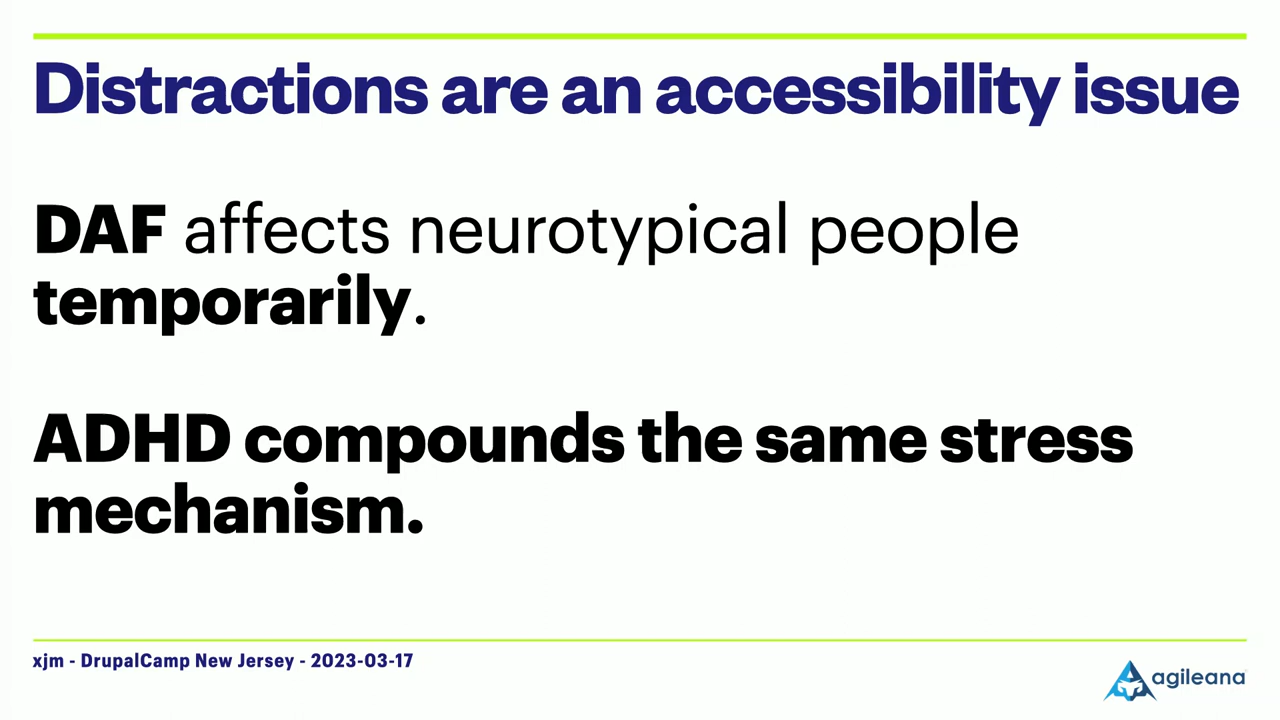 Distractions are an accessibility issue
DAF affects neurotypical people
temporarily.
ADHD compounds the same stress
mechanism.
xjm - DrupalCamp New Jersey - 2023-03-17
agileana